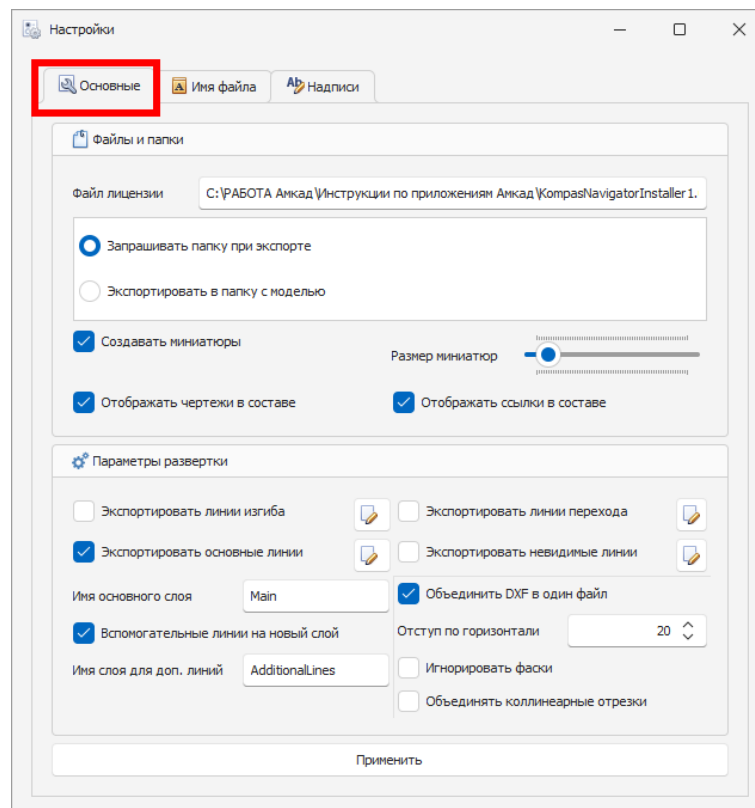 Настройки
Основные
Имя файла
Надписи
Файлы и папки
Файл лицензии
C:\РАБОТА Амкад\Инструкции по приложениям Амкад\KompasNavigatorInstaller1.
Запрашивать папку при экспорте
Экспортировать в папку с моделью
Создавать миниатюры
Размер миниатюр
Отображать чертежи в составе
Отображать ссылки в составе
Параметры развертки
Экспортировать линии изгиба
Экспортировать линии перехода
Экспортировать основные линии
Экспортировать невидимые линии
Имя основного слоя
Main
Объединить DXF в один файл
Вспомогательные линии на новый слой
Отступ по горизонтали
20
Имя слоя для доп. линий
AdditionalLines
Игнорировать фаски
Объединять коллинеарные отрезки
Применить